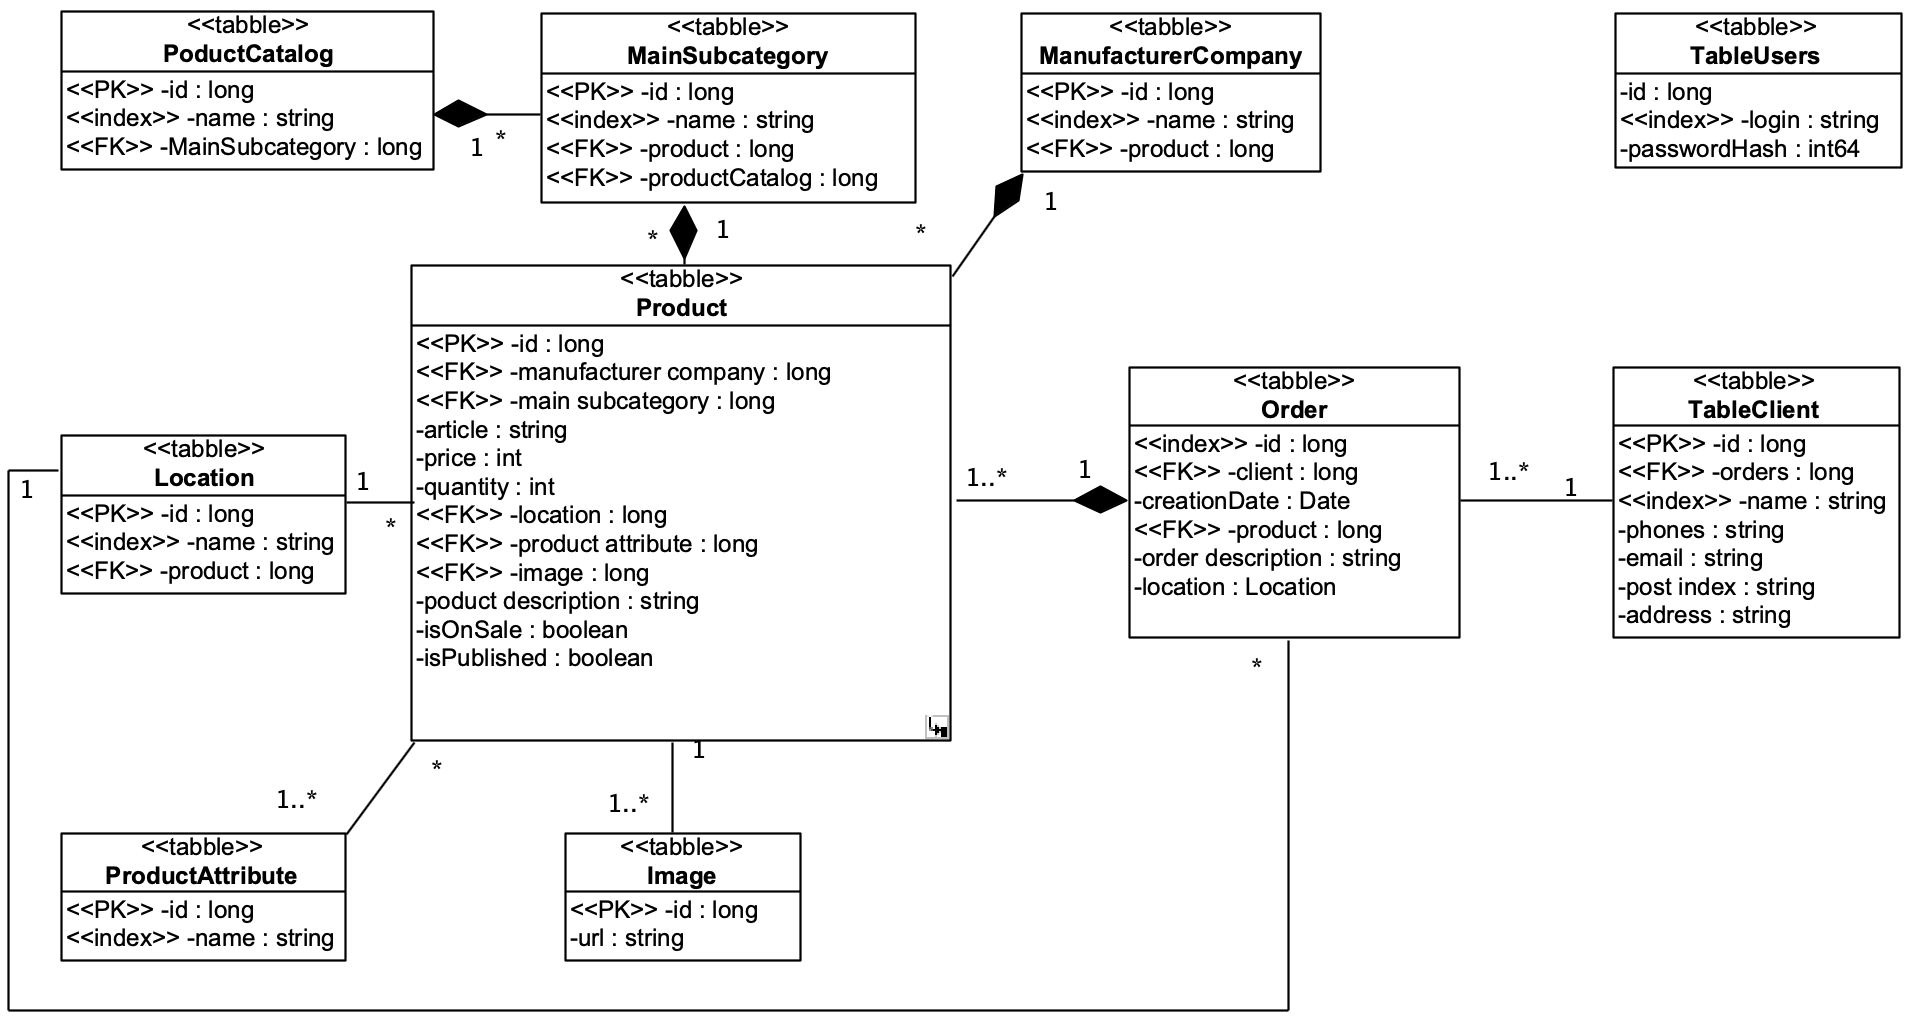 <<tabble>>
PoductCatalog
<<PK>> -id : long
<<index>> -name : string
<<FK>> -MainSubcategory : long
1
*
<<tabble>>
MainSubcategory
<<PK>> -id : long
<<index>> -name : string
<<FK>> -product : long
<<FK>> -productCatalog : long
*
1
<<tabble>>
ManufacturerCompany
<<PK>> -id : long
<<index>> -name : string
<<FK>> -product : long
1
*
<<tabble>>
TableUsers
-id : long
<<index>> -login : string
-passwordHash : int64
<<tabble>>
Product
<<PK>> -id : long
<<FK>> -manufacturer company : long
<<FK>> -main subcategory : long
-article : string
-price : int
-quantity : int
<<FK>> -location : long
<<FK>> -product attribute : long
<<FK>> -image : long
-poduct description : string
-isOnSale : boolean
-isPublished : boolean
1
<<tabble>>
Location
<<PK>> -id : long
<<index>> -name : string
<<FK>> -product : long
1
*
1..*
1
<<tabble>>
Order
<<index>> -id : long
<<FK>> -client : long
-creationDate : Date
<<FK>> -product : long
-order description : string
-location : Location
*
1..*
1
<<tabble>>
TableClient
<<PK>> -id : long
<<FK>> -orders : long
<<index>> -name : string
-phones : string
-email : string
-post index : string
-address : string
*
1..*
<<tabble>>
ProductAttribute
<<PK>> -id : long
<<index>> -name : string
1
1..*
<<tabble>>
Image
<<PK>> -id : long
-url : string